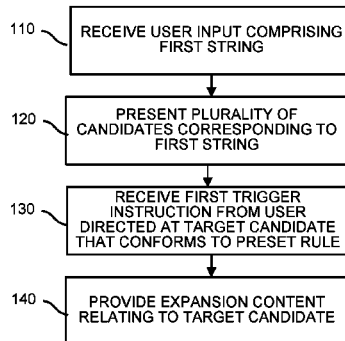 110
RECEIVE USER INPUT COMPRISING
FIRST STRING
120
PRESENT PLURALITY OF
CANDIDATES CORRESPONDING TO
FIRST STRING
130
RECEIVE FIRST TRIGGER
INSTRUCTION FROM USER
DIRECTED AT TARGET CANDIDATE
THAT CONFORMS TO PRESET RULE
140
PROVIDE EXPANSION CONTENT
RELATING TO TARGET CANDIDATE